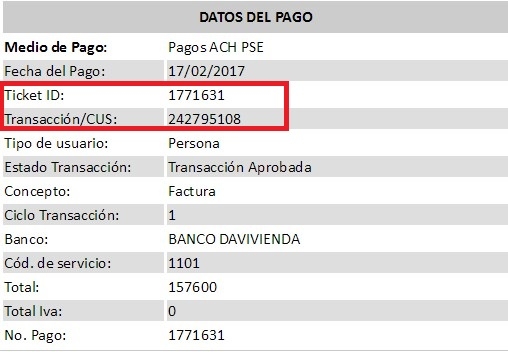 DATOS DEL PAGO
Medio de Pago: Pagos ACH PSE
Fecha del Pago: 17/02/2017
Ticket ID: 1771631
Transacción/CUS: 242795108
Tipo de usuario: Persona
Estado Transacción: Transacción Aprobada
Concepto: Factura
Ciclo Transacción: 1
Banco: BANCO DAVIVIENDA
Cód. de servicio: 1101
Total: 157600
Total Iva: 0
No. Pago: 1771631